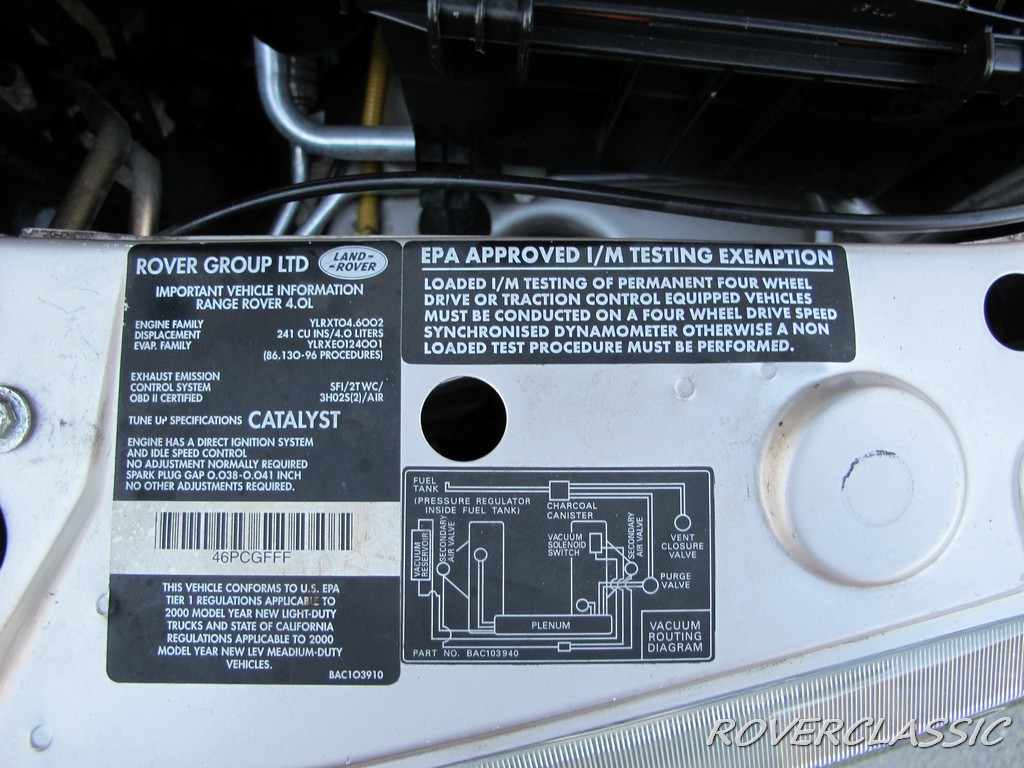 ROVER GROUP LTD
LAND-
-ROVER
IMPORTANT VEHICLE INFORMATION
RANGE ROVER 4.0L
ENGINE FAMILY YLRXT04.6002
DISPLACEMENT 241 CU INS/4.0 LITERS
EVAP. FAMILY YLRXE0124001
(86.130-96 PROCEDURES)
EXHAUST EMISSION
CONTROL SYSTEM SFI/2TWC/
OBD II CERTIFIED 3H02S(2)/AIR
TUNE UP SPECIFICATIONS CATALYST
ENGINE HAS A DIRECT IGNITION SYSTEM
AND IDLE SPEED CONTROL
NO ADJUSTMENT NORMALLY REQUIRED
SPARK PLUG GAP 0.038-0.041 INCH
NO OTHER ADJUSTMENTS REQUIRED.
46PCGFFF
THIS VEHICLE CONFORMS TO U.S. EPA
TIER 1 REGULATIONS APPLICABLE TO
2000 MODEL YEAR NEW LIGHT-DUTY
TRUCKS AND STATE OF CALIFORNIA
REGULATIONS APPLICABLE TO 2000
MODEL YEAR NEW LEV MEADIUM-DUTY
VEHICLES.
BAC103910
EPA APPROVED I/M TESTING EXEMPTION
LOADED I/M TESTING OF PERMANENT FOUR WHEEL
DRIVE OR TRACTION CONTROL EQUIPPED VEHICLES
MUST BE CONDUCTED ON A FOUR WHEEL DRIVE SPEED
SYNCHRONISED DYNAMOMETER OTHERWISE A NON
LOADED TEST PROCEDURE MUST BE PERFORMED.
FUEL
TANK
(PRESSURE REGULATOR
INSIDE FUEL TANK)
CHARCOAL
CANISTER
VACUUM
RESERVOIR
SECONDARY
AIR VALVE
VACUUM
SOLENOID
SWITCH
SECONDARY
AIR VALVE
VENT
CLOSURE
VALVE
PURGE
VALVE
PLENUM
VACUUM
ROUTING
DIAGRAM
PART NO. BAC103940
ROVERCLASSIC